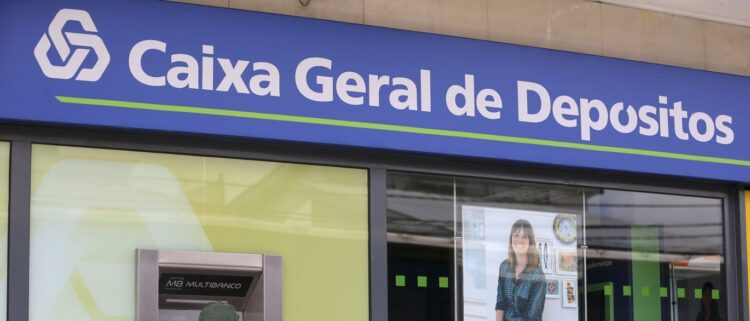 Caixa Geral de Depositos
MB MULTIBANCO